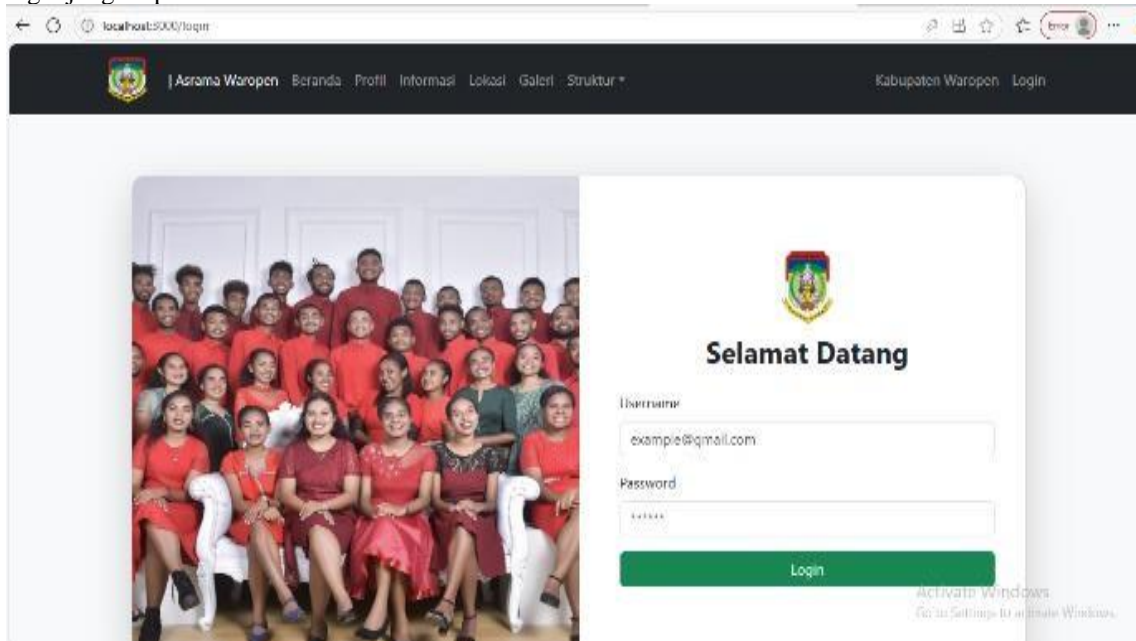 localhost:3000/login
Error
| Asrama Waropen Beranda Profil Informasi Lokasi Galeri Struktur Kabupaten Waropen Login
Selamat Datang
Username
example@gmail.com
Password
******
Login
Activate Windows
Go to Settings to activate Windows.